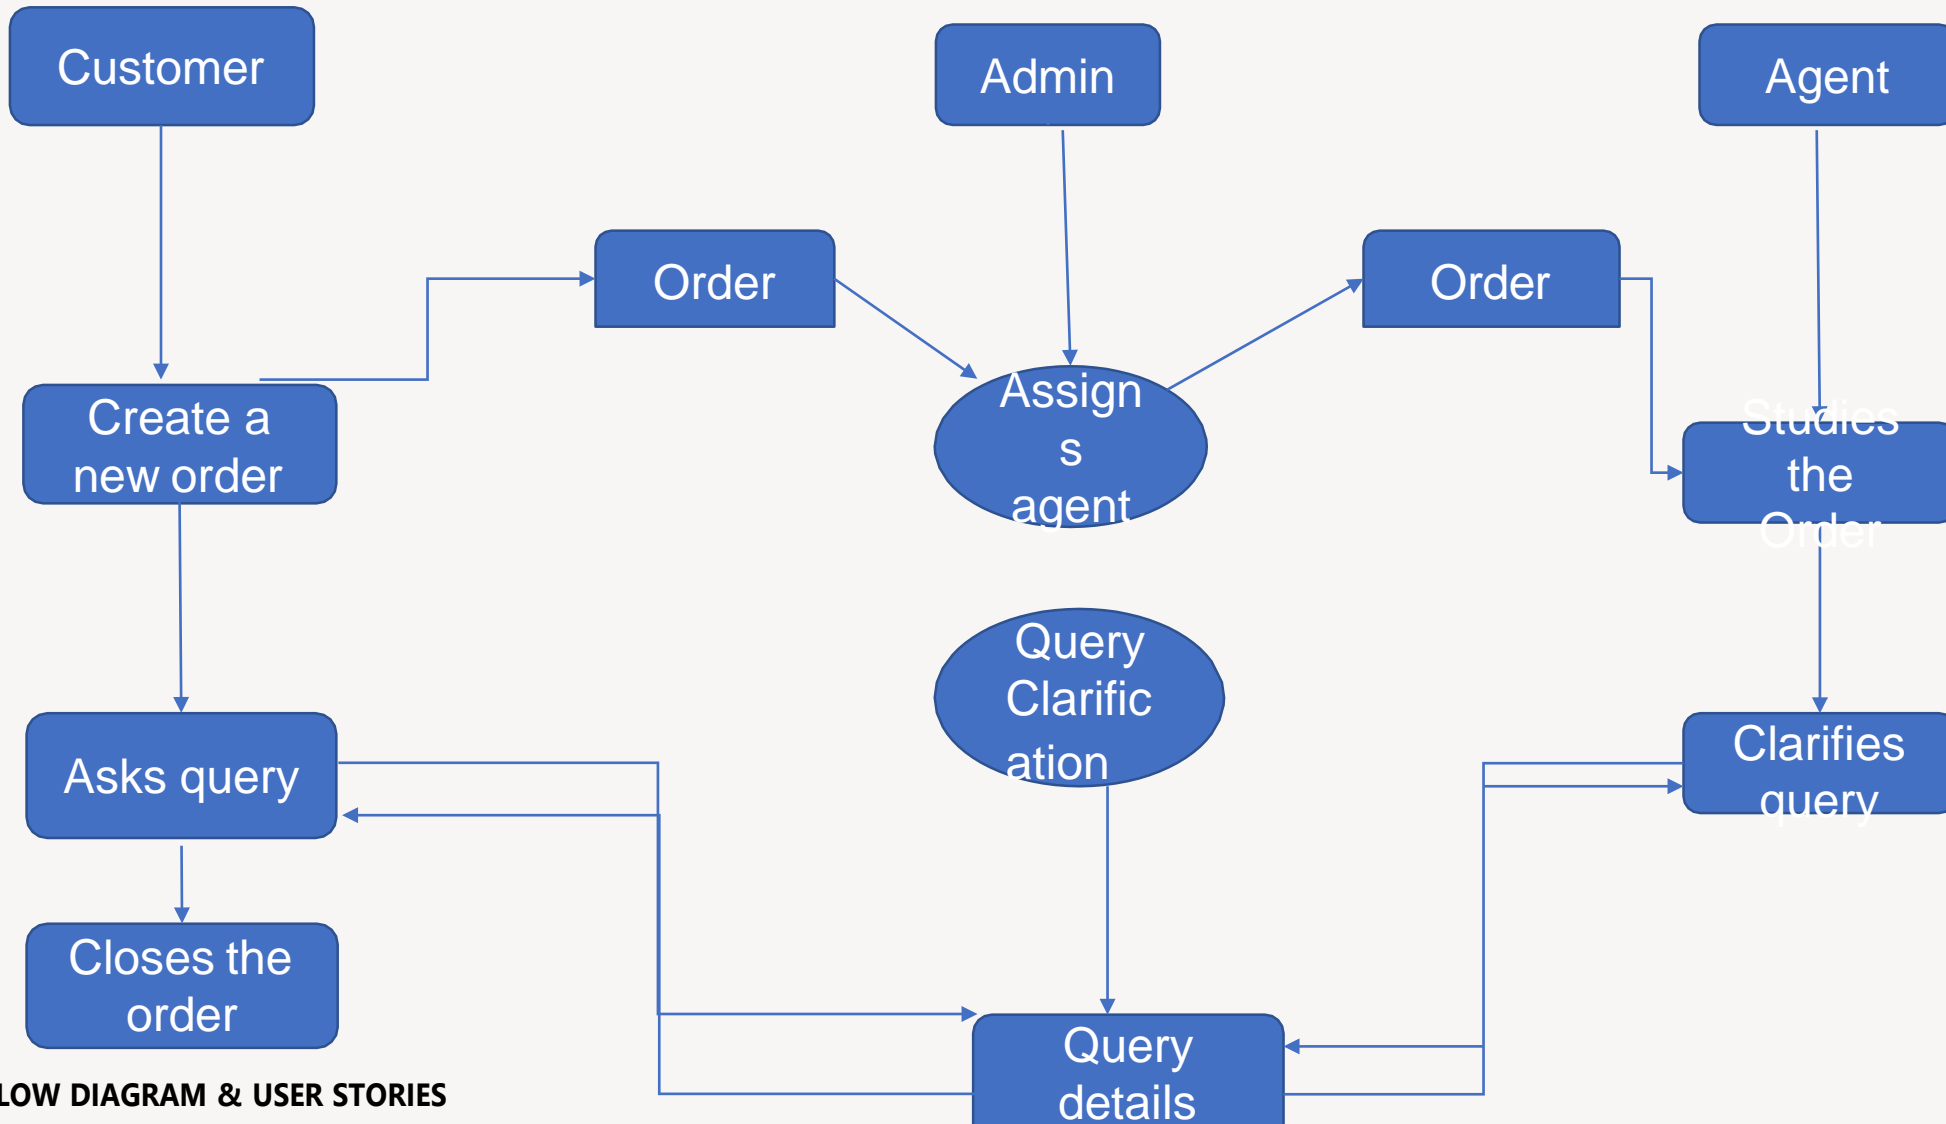 Customer
Admin
Agent
Order
Order
Create a
new order
Assign
s
agent
Studies
the
Order
Query
Clarific
ation
Asks query
Clarifies
query
Closes the
order
Query
details
LOW DIAGRAM & USER STORIES